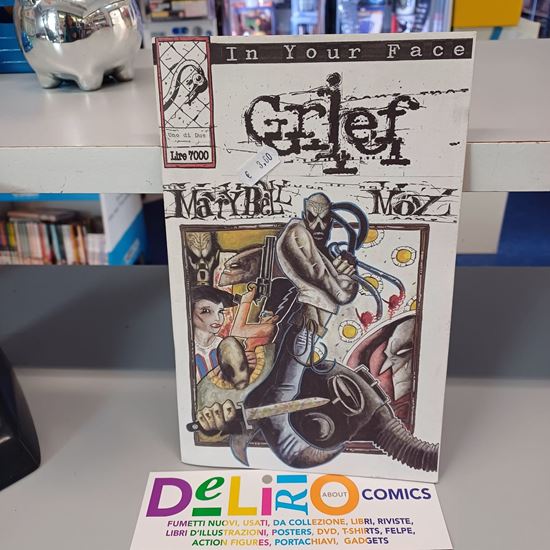 In Your Face
Uno di Due
Lire 7000
Grief
€ 3,00
MattyBell Moz
DeLiRiO ABOUT COMICS
FUMETTI NUOVI, USATI, DA COLLEZIONE, LIBRI, RIVISTE,
LIBRI D'ILLUSTRAZIONI, POSTERS, DVD, T-SHIRTS, FELPE,
ACTION FIGURES, PORTACHIAVI, GADGETS